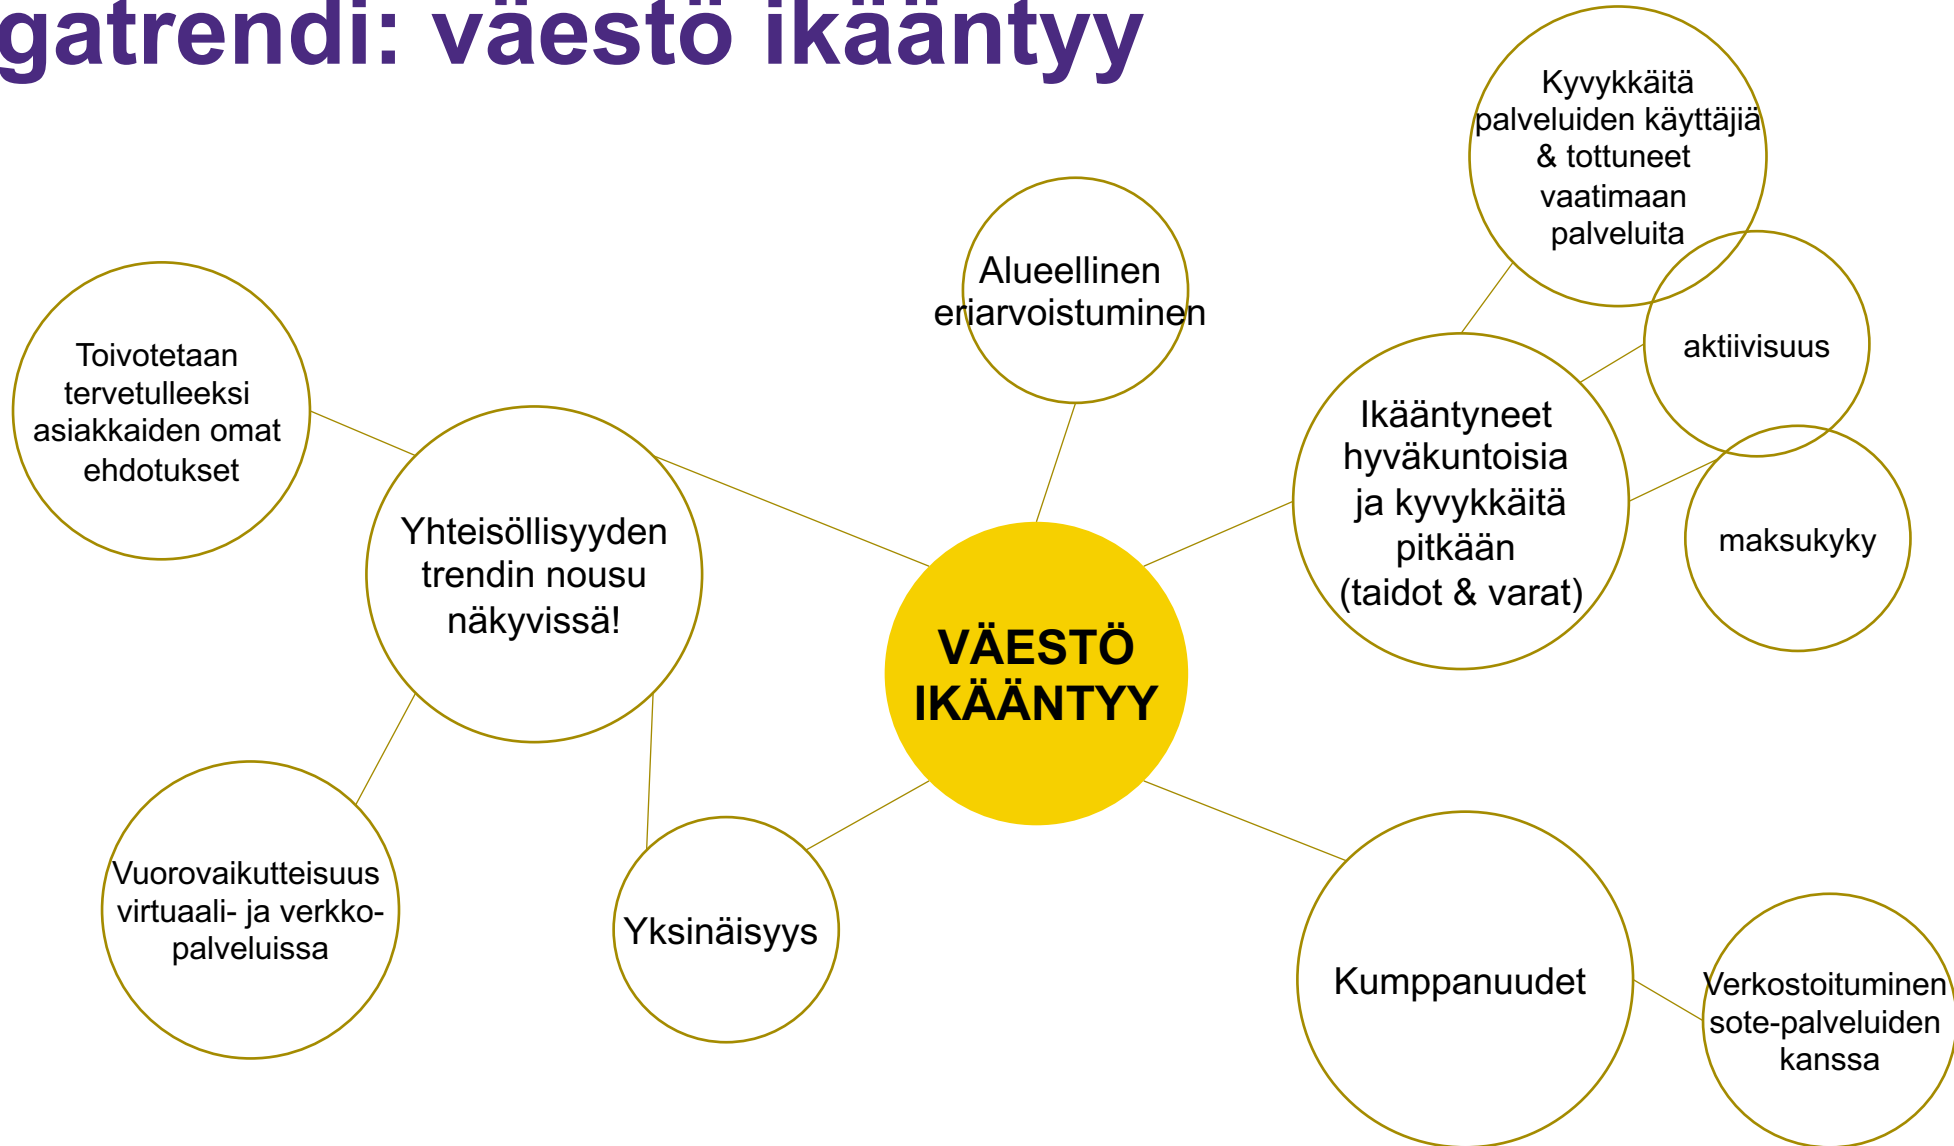 gatrendi: väestö ikääntyy
Kyvykkäitä
palveluiden käyttäjiä
& tottuneet
vaatimaan
palveluita
Alueellinen
eriarvoistuminen
aktiivisuus
Toivotetaan
tervetulleeksi
asiakkaiden omat
ehdotukset
Ikääntyneet
hyväkuntoisia
ja kyvykkäitä
pitkään
(taidot & varat)
maksukyky
Yhteisöllisyyden
trendin nousu
näkyvissä!
VÄESTÖ
IKÄÄNTYY
Vuorovaikutteisuus
virtuaali- ja verkko-
palveluissa
Yksinäisyys
Kumppanuudet
Verkostoituminen
sote-palveluiden
kanssa